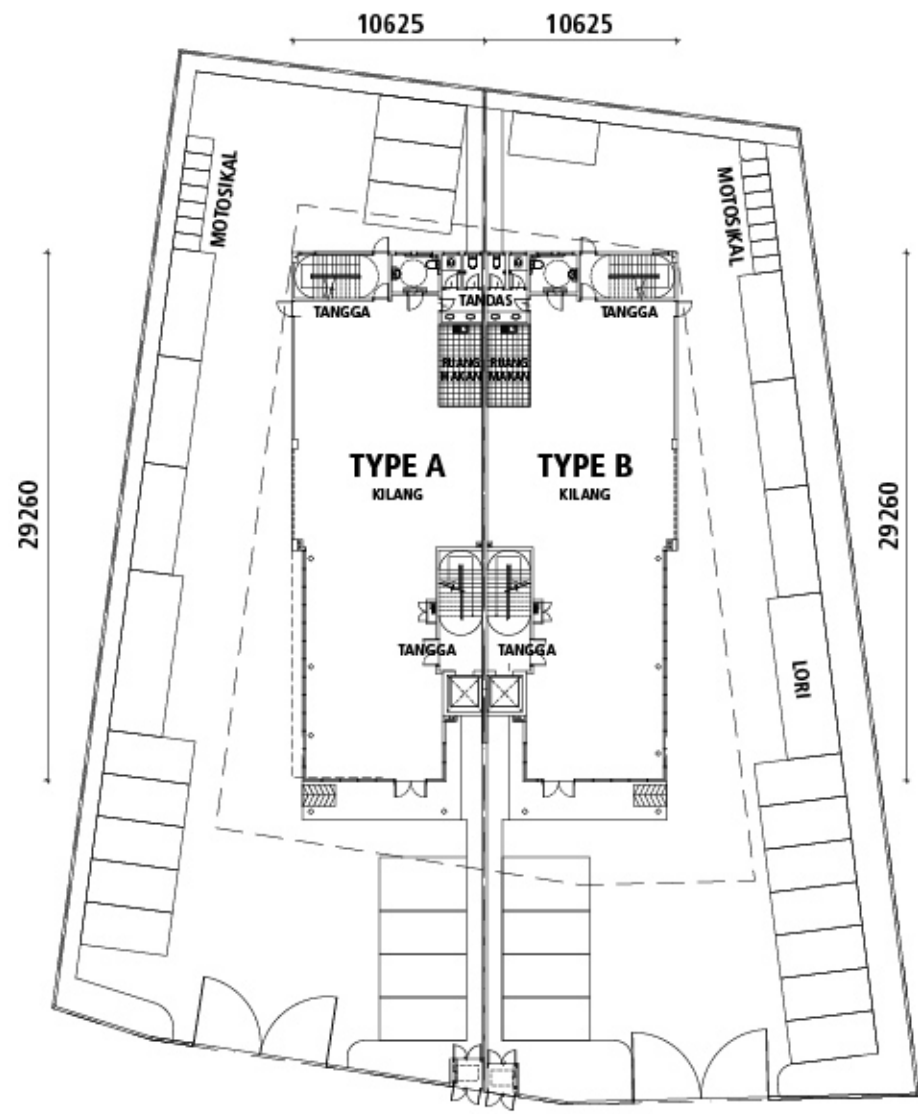 10625 10625
MOTOSIKAL MOTOSIKAL
TANGGA TANDAS TANGGA
RUANG MAKAN RUANG MAKAN
TYPE A TYPE B
KILANG KILANG
29260 29260
TANGGA TANGGA
LORI